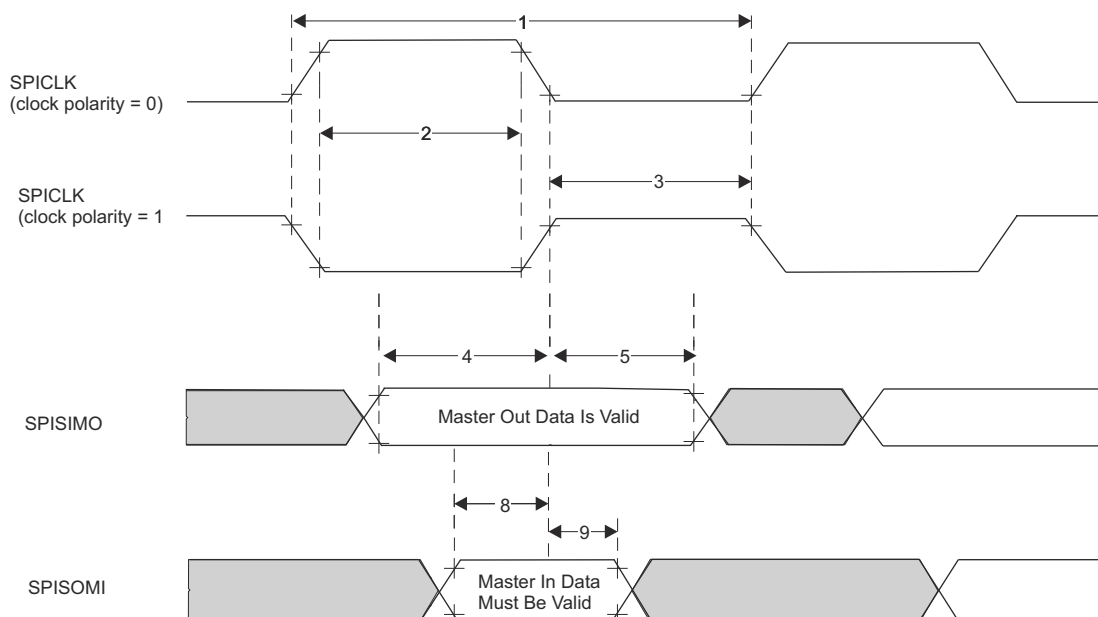 1
SPICLK
(clock polarity = 0)
2
3
SPICLK
(clock polarity = 1
4
5
SPISIMO
Master Out Data Is Valid
8
9
SPISOMI
Master In Data
Must Be Valid